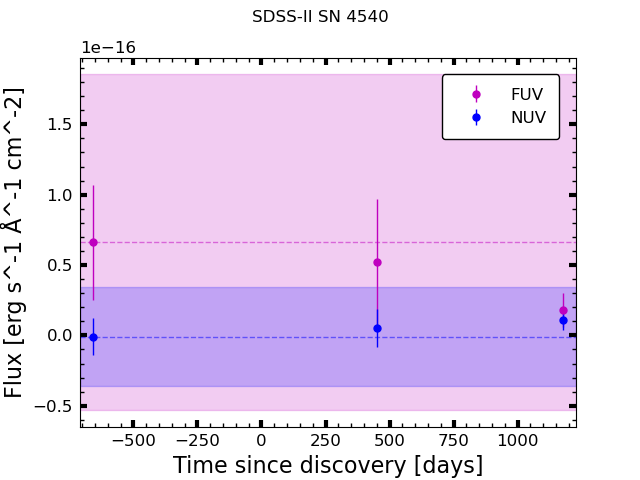 SDSS-II SN 4540
1e−16
FUV
NUV
1.5
1.0
0.5
0.0
−0.5
Flux [erg s^-1 Å^-1 cm^-2]
−500 −250 0 250 500 750 1000
Time since discovery [days]